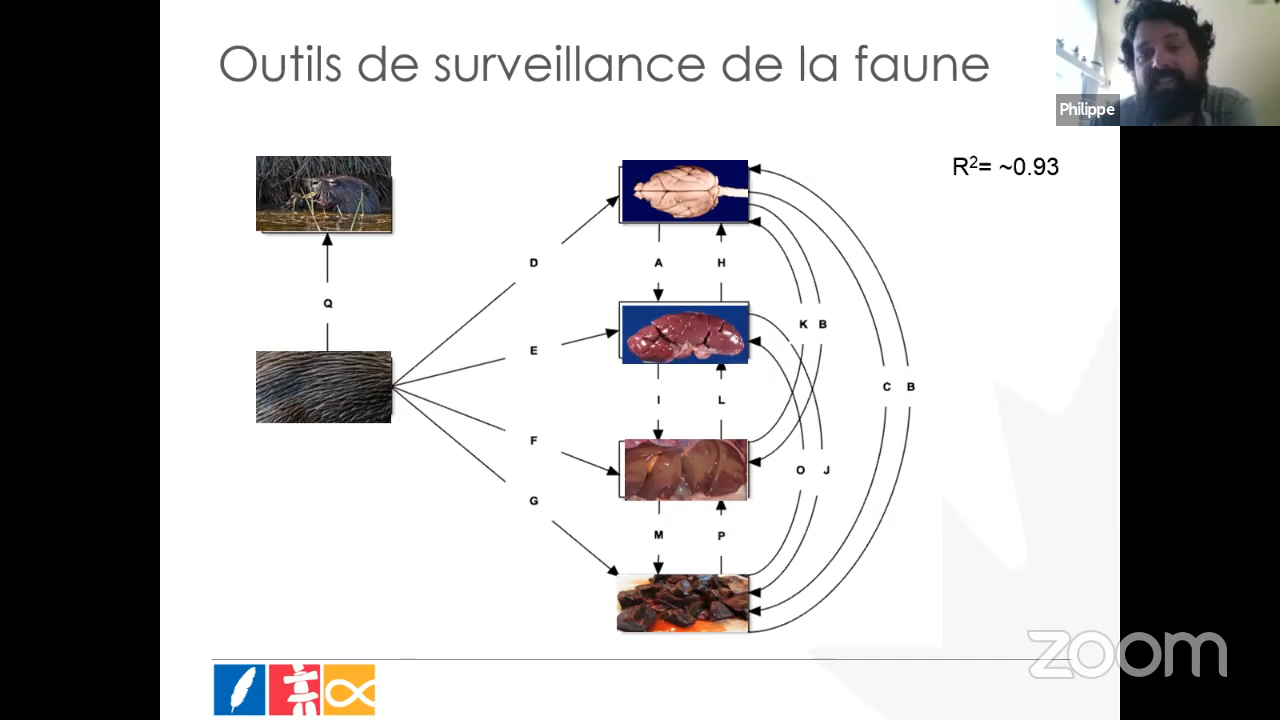 Outils de surveillance de la faune
Philippe
R²= ~0.93
D
A
H
Q
K
B
E
C
B
I
L
F
O
J
G
M
P
zoom